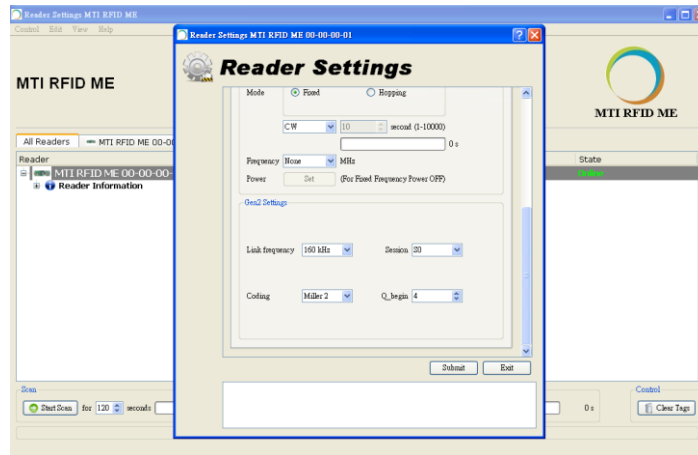 Reader Settings MTI RFID ME
Control Edit View Help
MTI RFID ME
MTI RFID ME
All Readers MTI RFID ME 00-00
Reader State
MTI RFID ME 00-00-00- Online
Reader Information
Reader Settings MTI RFID ME 00-00-00-01
Reader Settings
Mode Fixed Hopping
CW 10 second (1-10000)
0 s
Frequency None MHz
Power Set (For Fixed Frequency Power OFF)
Gen2 Settings
Link frequency 160 kHz Session S0
Coding Miller 2 Q_begin 4
Submit Exit
Scan Control
Start Scan for 120 seconds 0 s Clear Tags